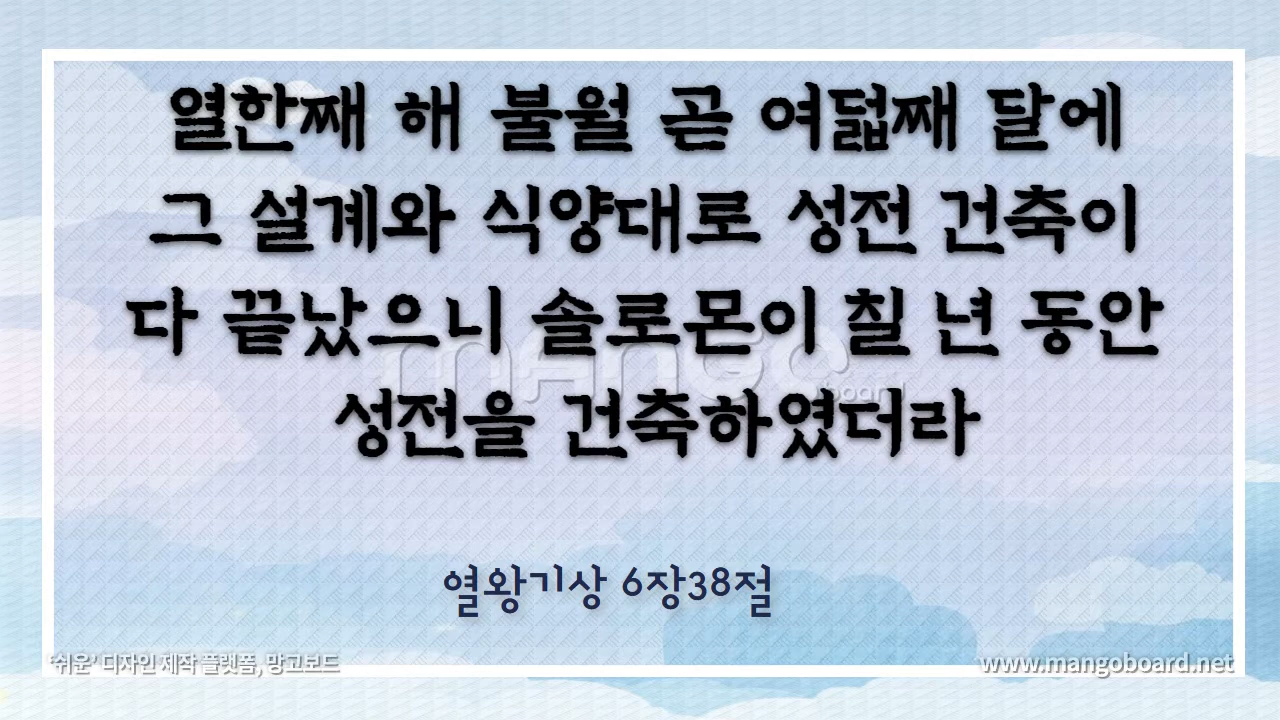 열한째 해 불월 곧 여덟째 달에
그 설계와 식양대로 성전 건축이
다 끝났으니 솔로몬이 칠 년 동안
성전을 건축하였더라
mango
board
열왕기상 6장38절
'쉬운' 디자인 제작 플랫폼, 망고보드
www.mangoboard.net